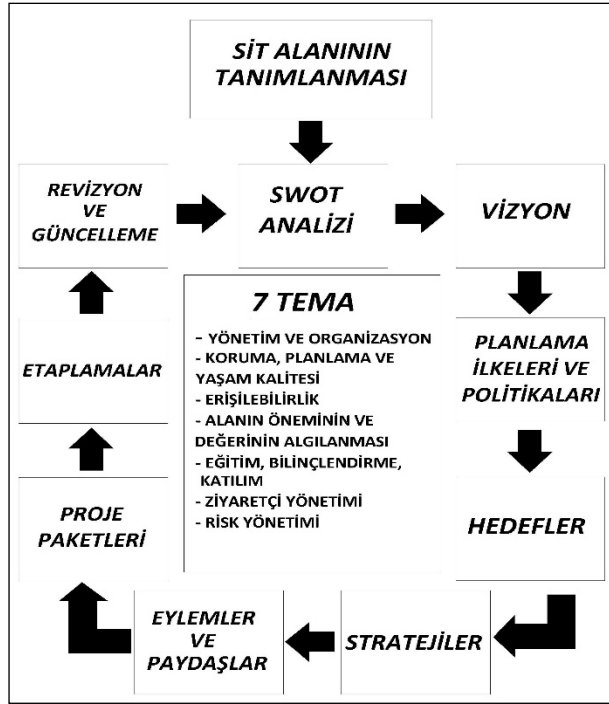 SİT ALANININ
TANIMLANMASI
REVİZYON
VE
GÜNCELLEME
SWOT
ANALİZİ
VİZYON
7 TEMA
- YÖNETİM VE ORGANİZASYON
- KORUMA, PLANLAMA VE
YAŞAM KALİTESİ
- ERİŞİLEBİLİRLİK
- ALANIN ÖNEMİNİN VE
DEĞERİNİN ALGILANMASI
- EĞİTİM, BİLİNÇLENDİRME,
KATILIM
- ZİYARETÇİ YÖNETİMİ
- RİSK YÖNETİMİ
PLANLAMA
İLKELERİ VE
POLİTİKALARI
ETAPLAMALAR
PROJE
PAKETLERİ
HEDEFLER
EYLEMLER
VE
PAYDAŞLAR
STRATEJİLER